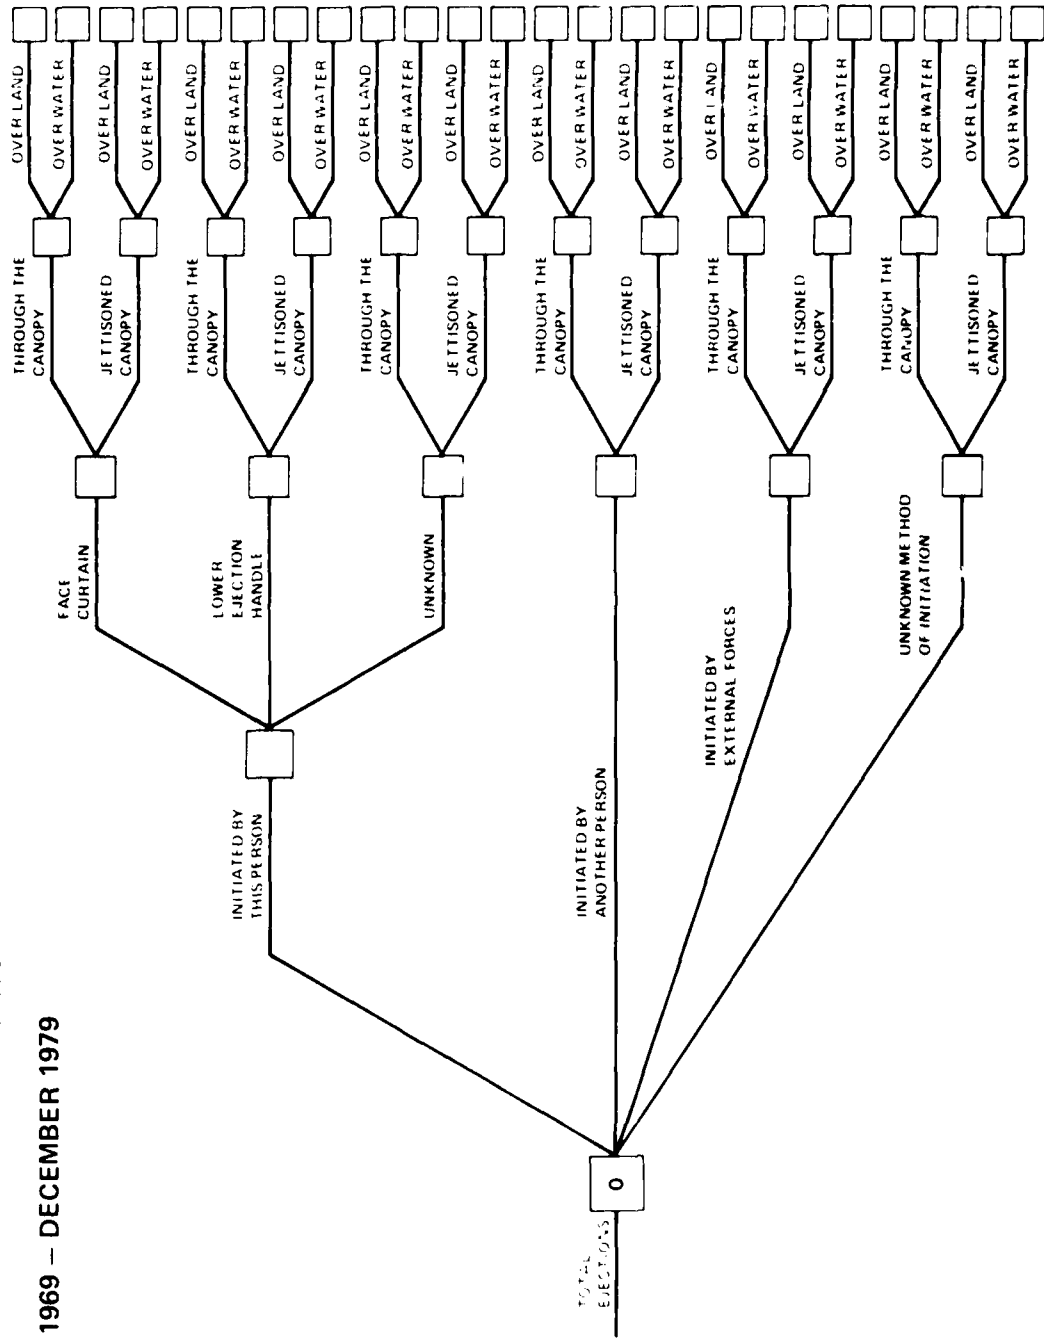 1969 – DECEMBER 1979
TOTAL
EJECTIONS
0
INITIATED BY
THIS PERSON
INITIATED BY
ANOTHER PERSON
INITIATED BY
EXTERNAL FORCES
UNKNOWN METHOD
OF INITIATION
FACE
CURTAIN
LOWER
EJECTION
HANDLE
UNKNOWN
THROUGH THE
CANOPY
JETTISONED
CANOPY
THROUGH THE
CANOPY
JETTISONED
CANOPY
THROUGH THE
CANOPY
JETTISONED
CANOPY
THROUGH THE
CANOPY
JETTISONED
CANOPY
THROUGH THE
CANOPY
JETTISONED
CANOPY
THROUGH THE
CANOPY
JETTISONED
CANOPY
OVER LAND
OVER WATER
OVER LAND
OVER WATER
OVER LAND
OVER WATER
OVER LAND
OVER WATER
OVER LAND
OVER WATER
OVER LAND
OVER WATER
OVER LAND
OVER WATER
OVER LAND
OVER WATER
OVER LAND
OVER WATER
OVER LAND
OVER WATER
OVER LAND
OVER WATER
OVER LAND
OVER WATER